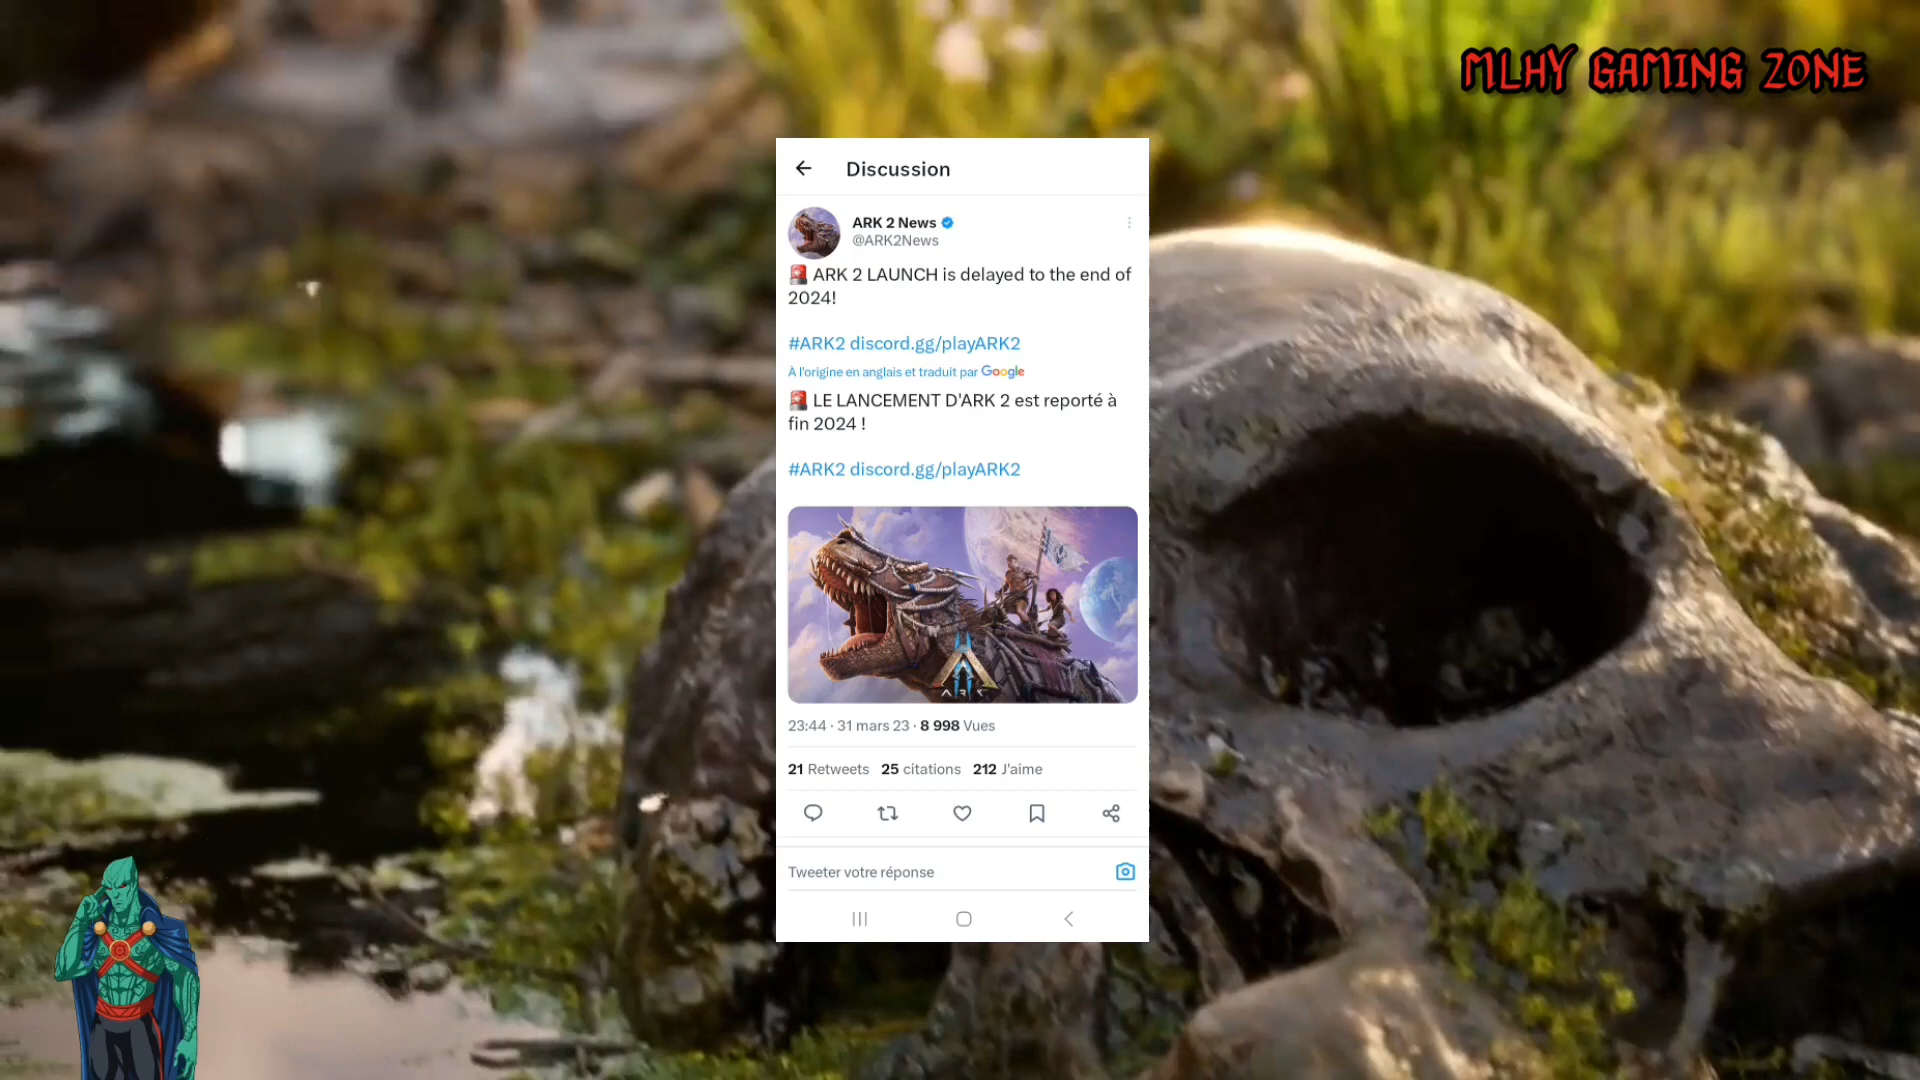 MLHY GAMING ZONE
Discussion
ARK 2 News
@ARK2News
🚨 ARK 2 LAUNCH is delayed to the end of
2024!
#ARK2 discord.gg/playARK2
À l'origine en anglais et traduit par Google
🚨 LE LANCEMENT D'ARK 2 est reporté à
fin 2024 !
#ARK2 discord.gg/playARK2
ARK
23:44 · 31 mars 23 · 8 998 Vues
21 Retweets 25 citations 212 J'aime
Tweeter votre réponse